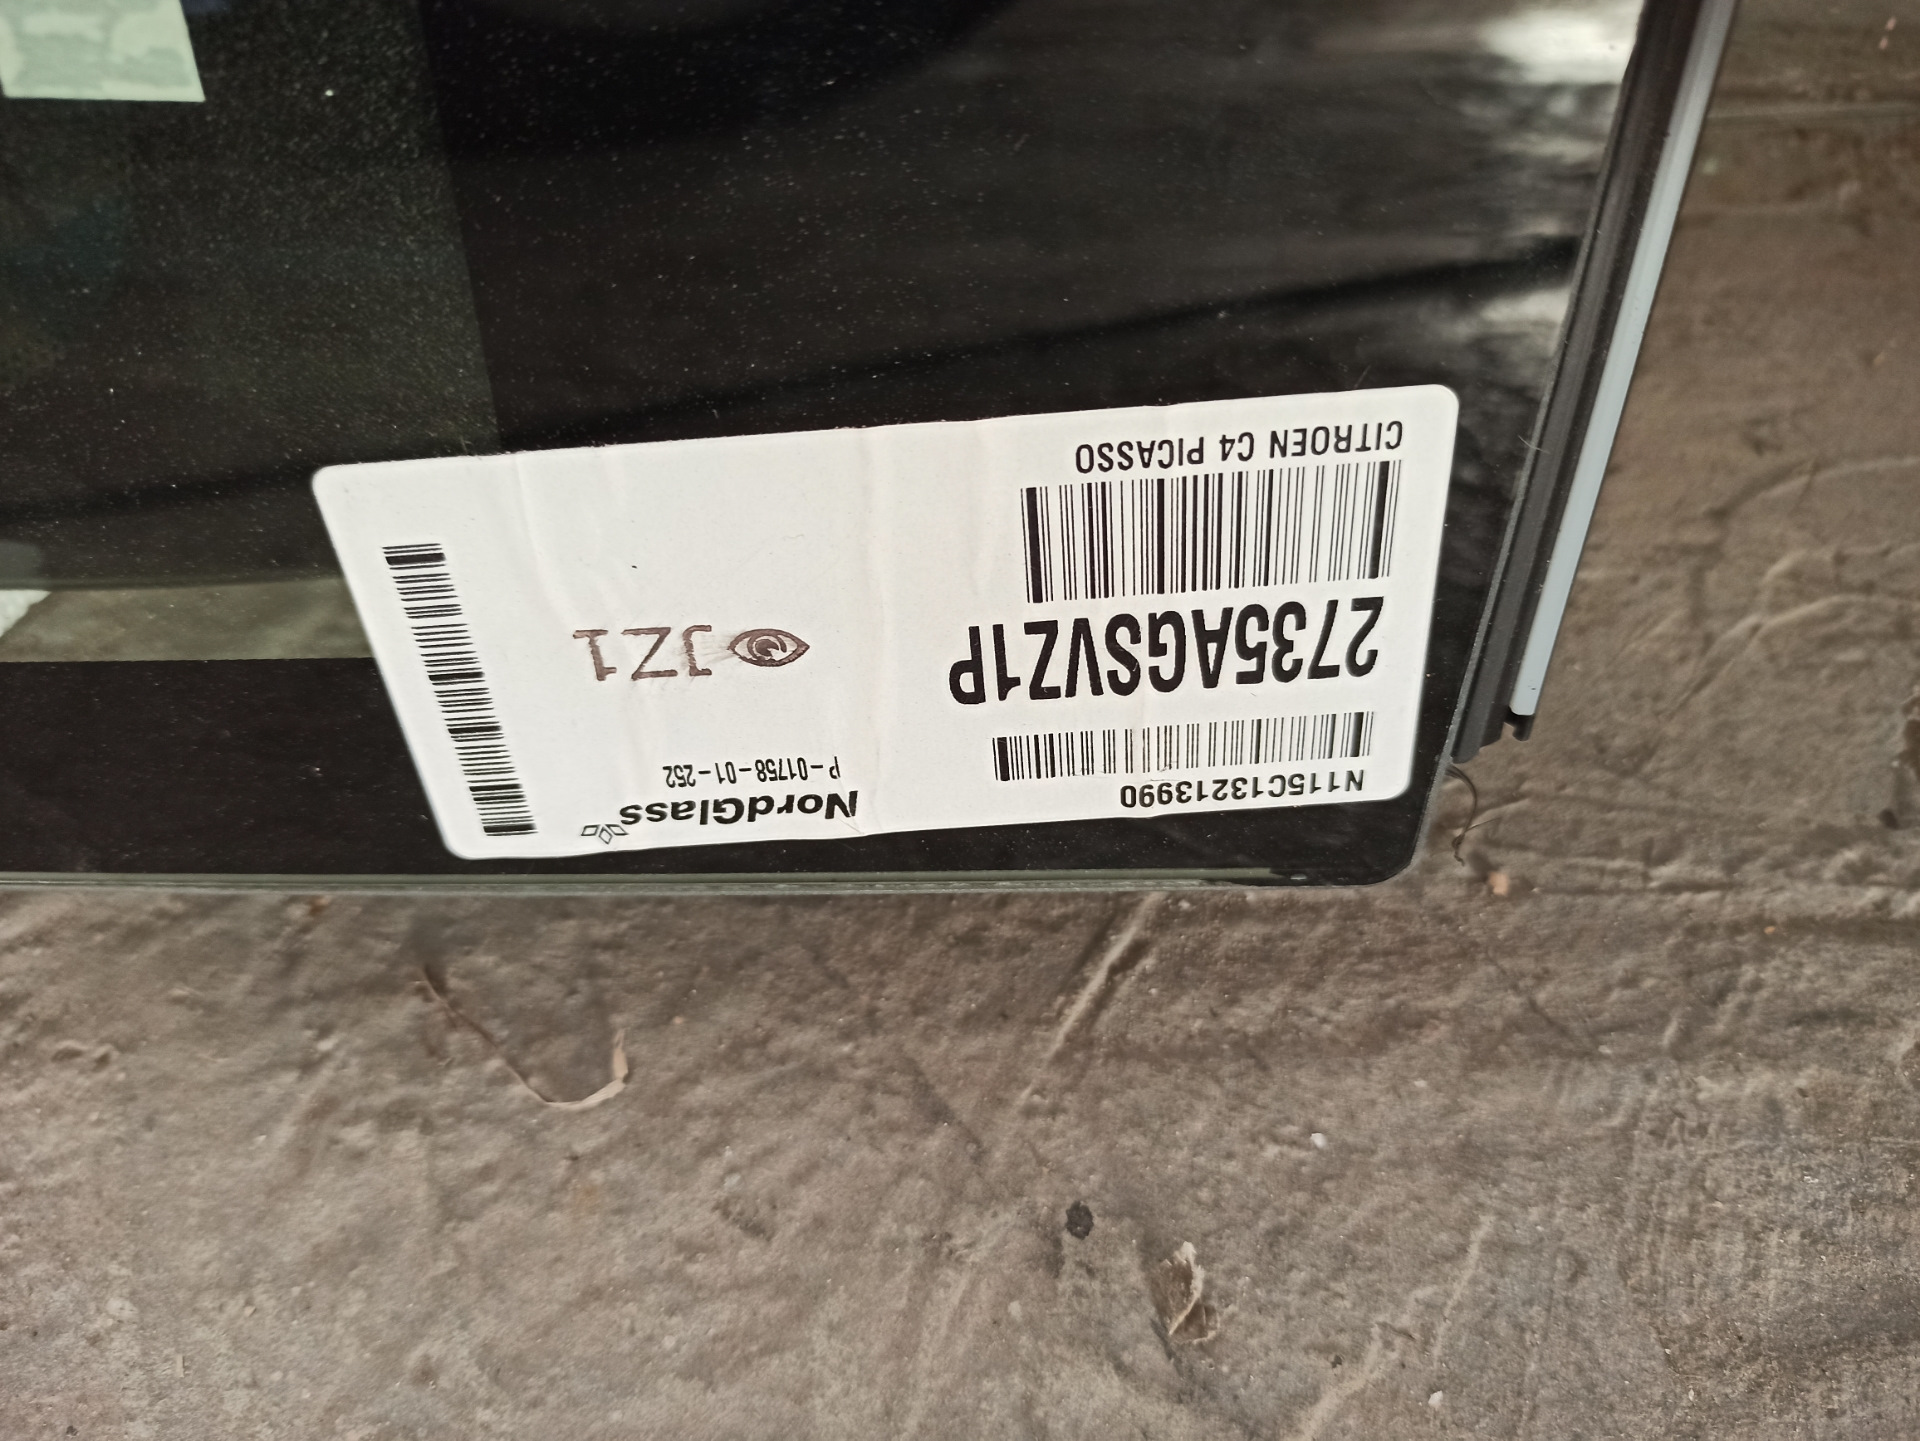 N115C13213990
2735AGSVZ1P
CITROEN C4 PICASSO
NordGlass
P-01758-01-252
JZ1